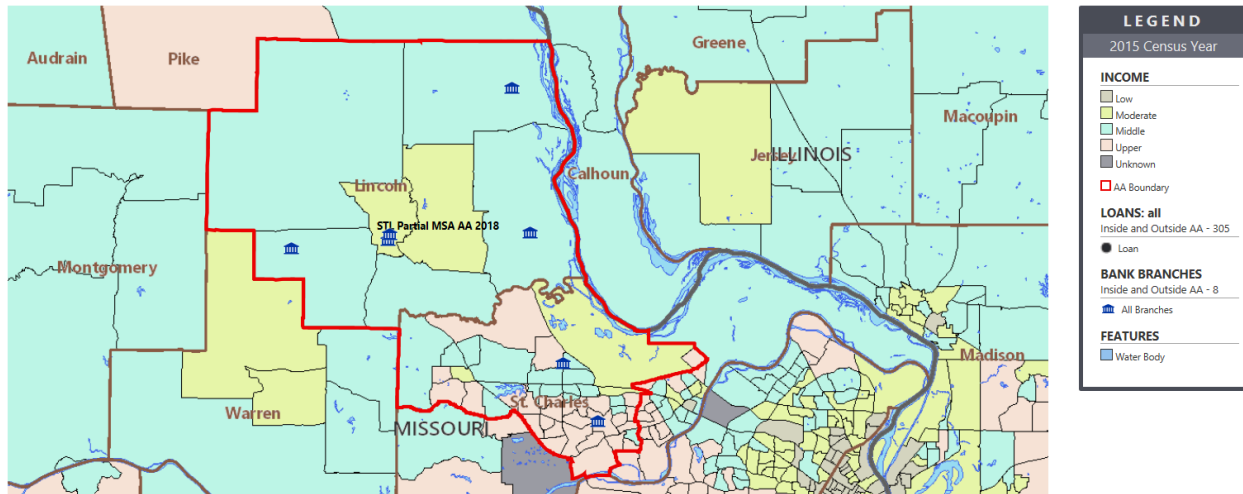 Audrain
Pike
Greene
Macoupin
Jersey
ILLINOIS
Calhoun
Lincoln
STL Partial MSA AA 2018
Montgomery
Madison
Warren
St. Charles
MISSOURI
LEGEND
2015 Census Year
INCOME
Low
Moderate
Middle
Upper
Unknown
AA Boundary
LOANS: all
Inside and Outside AA - 305
Loan
BANK BRANCHES
Inside and Outside AA - 8
All Branches
FEATURES
Water Body